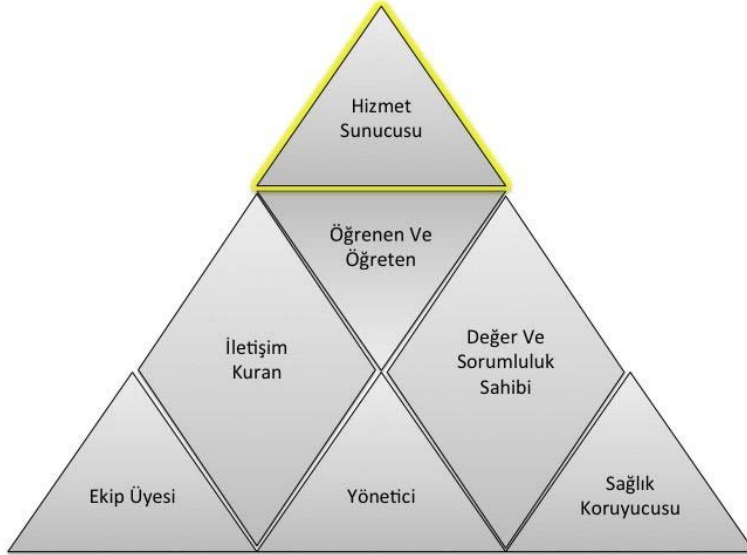 Hizmet
Sunucusu
Öğrenen Ve
Öğreten
İletişim
Kuran
Değer Ve
Sorumluluk
Sahibi
Ekip Üyesi
Yönetici
Sağlık
Koruyucusu